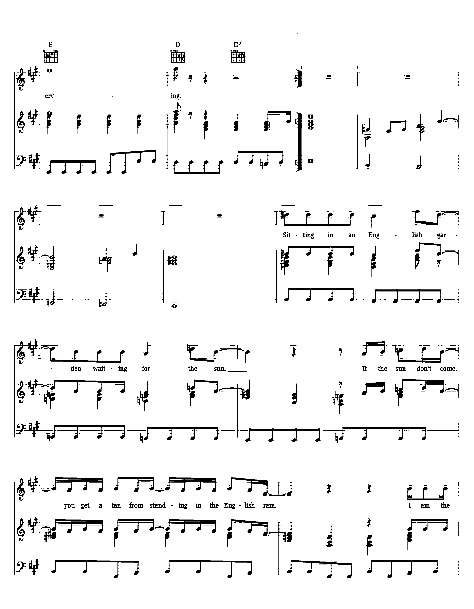 E D D⁷
ery ing.
Sit - ting in an Eng - lish gar -
den wait - ing for the sun. If the sun don't come,
you get a tan from stand - ing in the Eng - lish rain. I am the